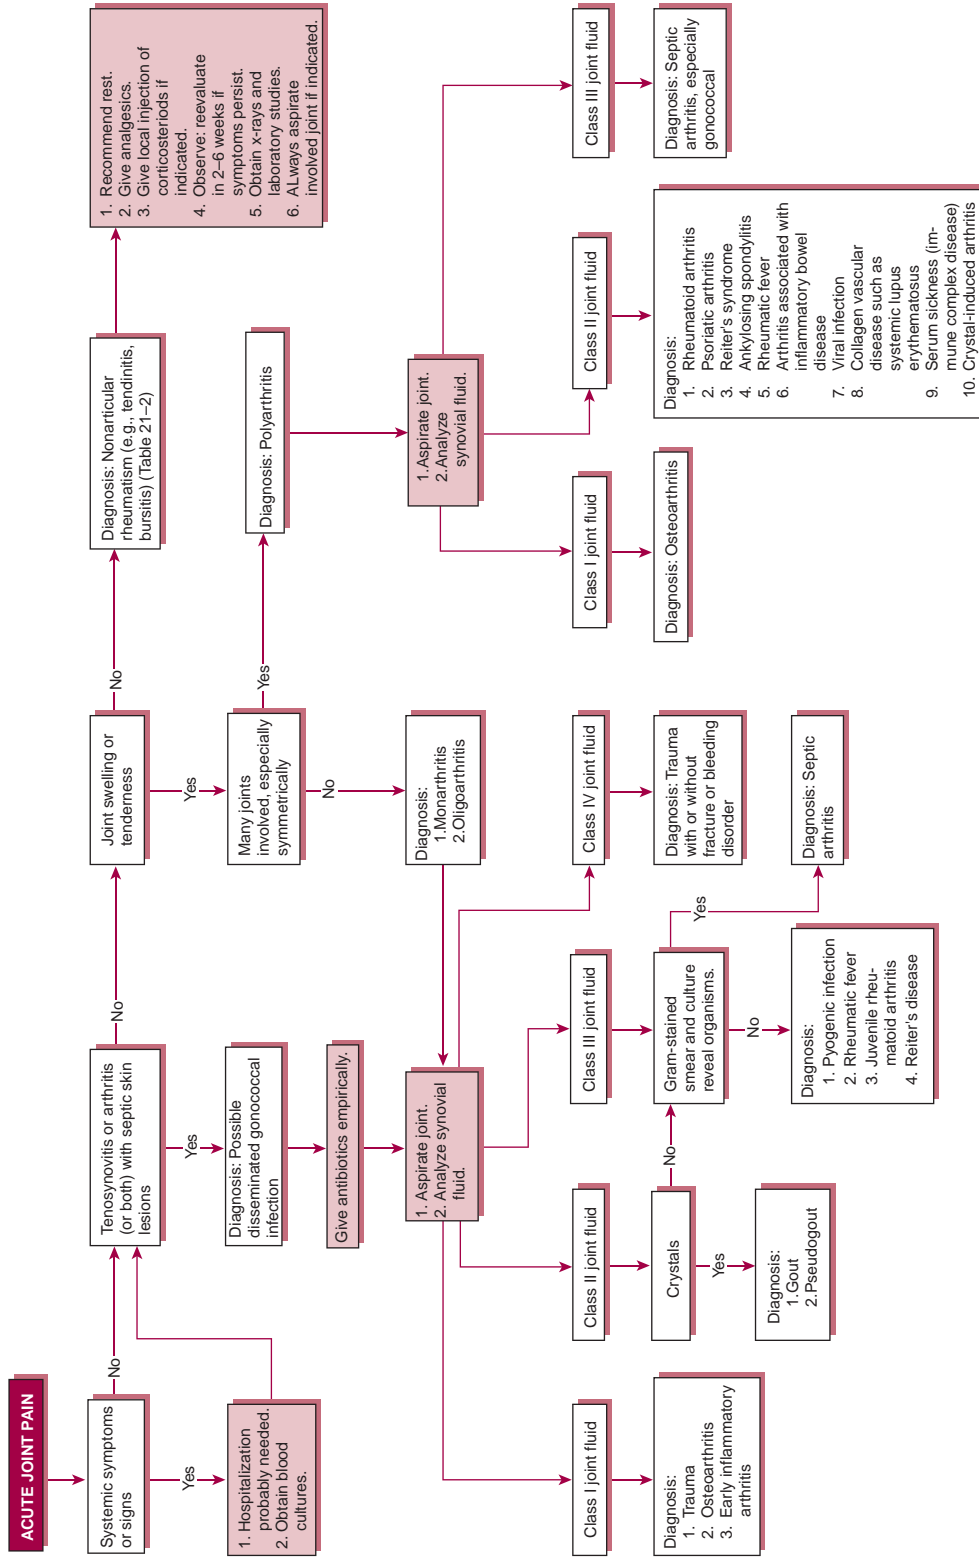 ACUTE JOINT PAIN
Systemic symptoms
or signs
No
Yes
1. Hospitalization
probably needed.
2. Obtain blood
cultures.
Tenosynovitis or arthritis
(or both) with septic skin
lesions
No
Yes
Diagnosis: Possible
disseminated gonococcal
infection
Give antibiotics empirically.
1. Aspirate joint.
2. Analyze synovial
fluid.
Joint swelling or
tenderness
No
Yes
Diagnosis: Nonarticular
rheumatism (e.g., tendinitis,
bursitis) (Table 21–2)
1. Recommend rest.
2. Give analgesics.
3. Give local injection of
corticosteriods if
indicated.
4. Observe: reevaluate
in 2–6 weeks if
symptoms persist.
5. Obtain x-rays and
laboratory studies.
6. ALways aspirate
involved joint if indicated.
Many joints
involved, especially
symmetrically
Yes
No
Diagnosis: Polyarthritis
Diagnosis:
1.Monarthritis
2.Oligoarthritis
1.Aspirate joint.
2.Analyze
synovial fluid.
Class I joint fluid
Diagnosis:
1. Trauma
2. Osteoarthritis
3. Early inflammatory
arthritis
Class II joint fluid
Crystals
No
Yes
Diagnosis:
1.Gout
2.Pseudogout
Class III joint fluid
Gram-stained
smear and culture
reveal organisms.
Yes
No
Diagnosis:
1. Pyogenic infection
2. Rheumatic fever
3. Juvenile rheu-
matoid arthritis
4. Reiter's disease
Diagnosis: Septic
arthritis
Class IV joint fluid
Diagnosis: Trauma
with or without
fracture or bleeding
disorder
Class I joint fluid
Diagnosis: Osteoarthritis
Class II joint fluid
Diagnosis:
1. Rheumatoid arthritis
2. Psoriatic arthritis
3. Reiter's syndrome
4. Ankylosing spondylitis
5. Rheumatic fever
6. Arthritis associated with
inflammatory bowel
disease
7. Viral infection
8. Collagen vascular
disease such as
systemic lupus
erythematosus
9. Serum sickness (im-
mune complex disease)
10. Crystal-induced arthritis
Class III joint fluid
Diagnosis: Septic
arthritis, especially
gonococcal